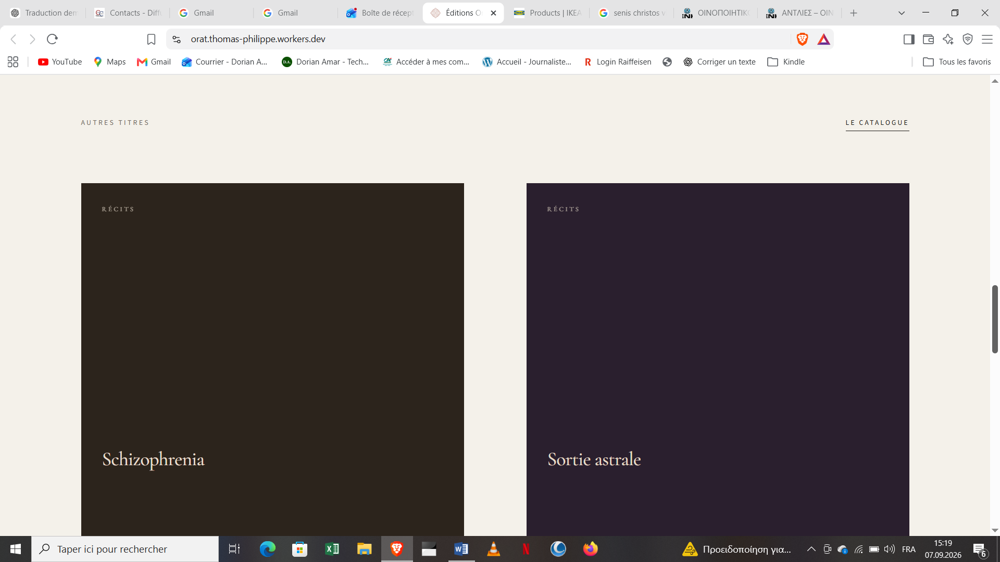 Traduction dem
Contacts - Diffu
Gmail
Gmail
Boîte de récept
Éditions O
Products | IKEA
senis christos v
ΟΙΝΟΠΟΙΗΤΙΚΟ
ΑΝΤΛΙΕΣ – ΟΙΝ
orat.thomas-philippe.workers.dev
YouTube
Maps
Gmail
Courrier - Dorian A...
D.A.
Dorian Amar - Tech...
Accéder à mes com...
Accueil - Journaliste...
Login Raiffeisen
Corriger un texte
Kindle
Tous les favoris
AUTRES TITRES
LE CATALOGUE
RÉCITS
RÉCITS
Schizophrenia
Sortie astrale
Taper ici pour rechercher
Προειδοποίηση για...
FRA
15:19
07.09.2026
6